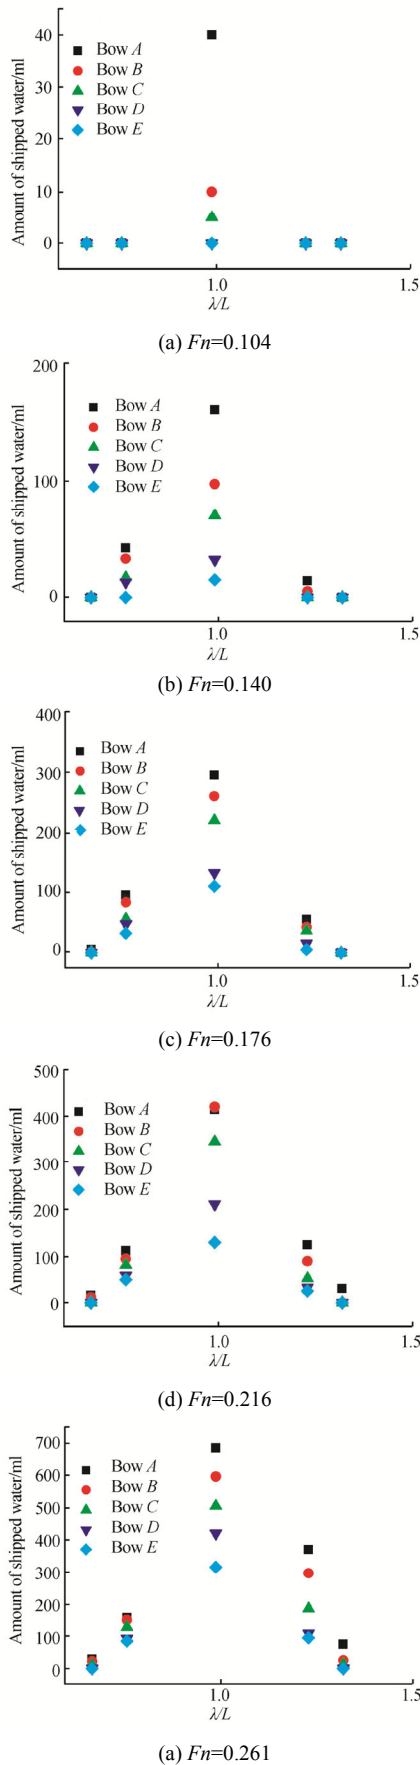 Amount of shipped water/ml
40
30
20
10
0
Bow A
Bow B
Bow C
Bow D
Bow E
1.0
1.5
λ/L
(a) Fn=0.104
Amount of shipped water/ml
200
100
0
Bow A
Bow B
Bow C
Bow D
Bow E
1.0
1.5
λ/L
(b) Fn=0.140
Amount of shipped water/ml
400
300
200
100
0
Bow A
Bow B
Bow C
Bow D
Bow E
1.0
1.5
λ/L
(c) Fn=0.176
Amount of shipped water/ml
500
400
300
200
100
0
Bow A
Bow B
Bow C
Bow D
Bow E
1.0
1.5
λ/L
(d) Fn=0.216
Amount of shipped water/ml
700
600
500
400
300
200
100
0
Bow A
Bow B
Bow C
Bow D
Bow E
1.0
1.5
λ/L
(a) Fn=0.261